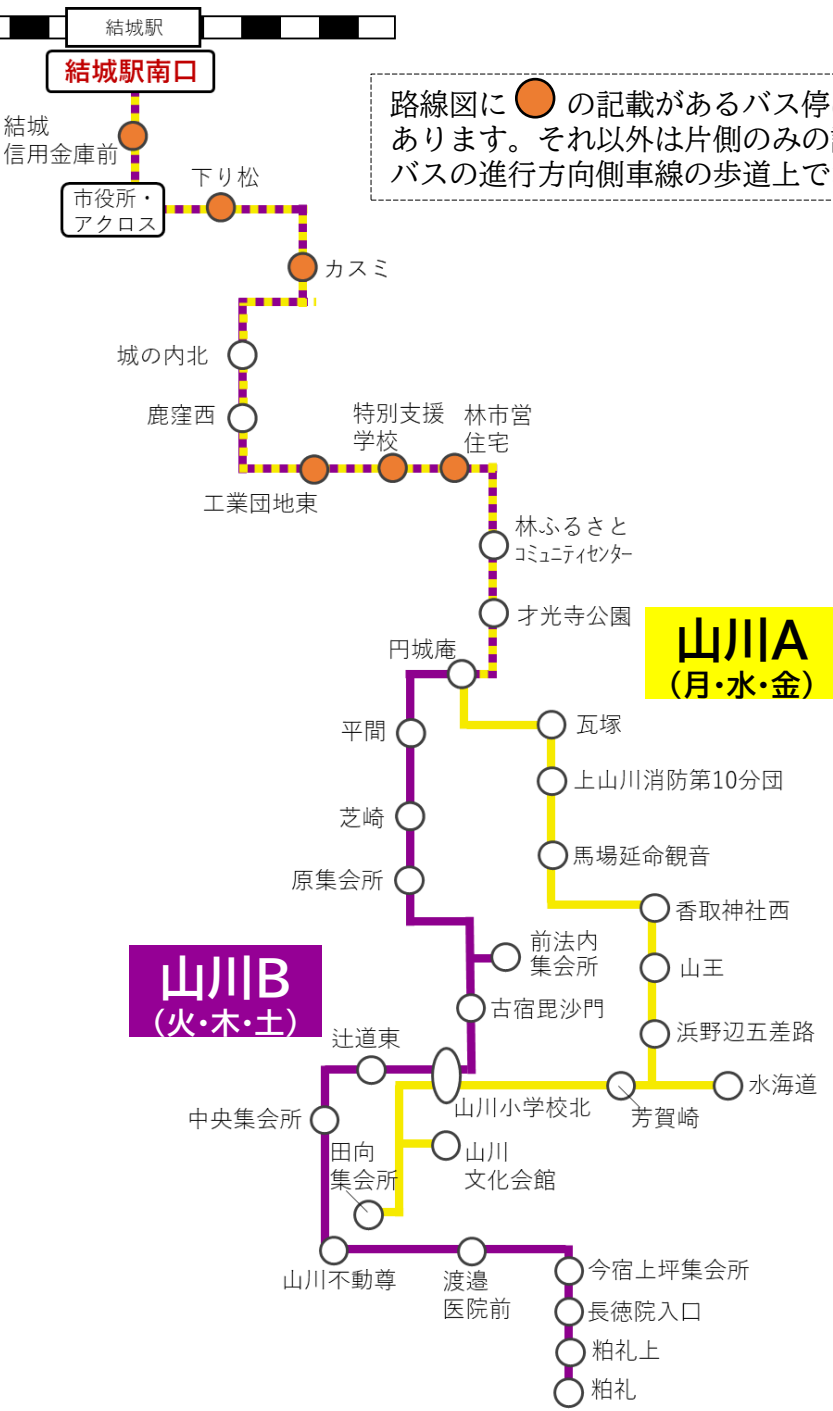 結城駅
結城駅南口
路線図に の記載があるバス停
あります。それ以外は片側のみの
バスの進行方向側車線の歩道上で
結城
信用金庫前
下り松
市役所・
アクロス
カスミ
城の内北
鹿窪西
特別支援
学校
林市営
住宅
工業団地東
林ふるさと
コミュニティセンター
才光寺公園
円城庵
山川A
(月・水・金)
平間
瓦塚
芝崎
上山川消防第10分団
原集会所
馬場延命観音
香取神社西
前法内
集会所
山王
山川B
(火・木・土)
古宿毘沙門
浜野辺五差路
辻道東
水海道
山川小学校北
芳賀崎
中央集会所
田向
集会所
山川
文化会館
山川不動尊
渡邉
医院前
今宿上坪集会所
長徳院入口
粕礼上
粕礼